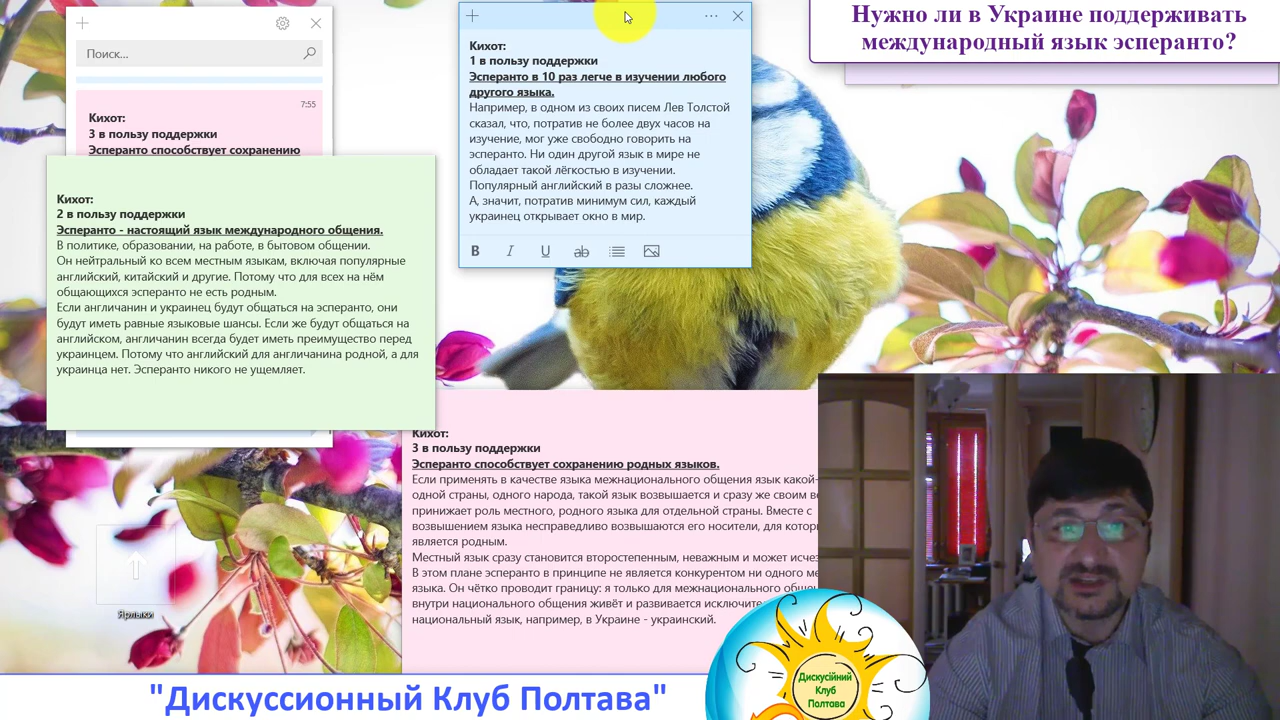 Нужно ли в Украине поддерживать
международный язык эсперанто?
Поиск...
7:55
Кихот:
3 в пользу поддержки
Эсперанто способствует сохранению
Кихот:
2 в пользу поддержки
Эсперанто - настоящий язык международного общения.
В политике, образовании, на работе, в бытовом общении.
Он нейтральный ко всем местным языкам, включая популярные
английский, китайский и другие. Потому что для всех на нём
общающихся эсперанто не есть родным.
Если англичанин и украинец будут общаться на эсперанто, они
будут иметь равные языковые шансы. Если же будут общаться на
английском, англичанин всегда будет иметь преимущество перед
украинцем. Потому что английский для англичанина родной, а для
украинца нет. Эсперанто никого не ущемляет.
Кихот:
1 в пользу поддержки
Эсперанто в 10 раз легче в изучении любого
другого языка.
Например, в одном из своих писем Лев Толстой
сказал, что, потратив не более двух часов на
изучение, мог уже свободно говорить на
эсперанто. Ни один другой язык в мире не
обладает такой лёгкостью в изучении.
Популярный английский в разы сложнее.
А, значит, потратив минимум сил, каждый
украинец открывает окно в мир.
B I U ab
Кихот:
3 в пользу поддержки
Эсперанто способствует сохранению родных языков.
Если применять в качестве языка межнационального общения язык какой-
одной страны, одного народа, такой язык возвышается и сразу же своим
принижает роль местного, родного языка для отдельной страны. Вместе с
возвышением языка несправедливо возвышаются его носители, для
является родным.
Местный язык сразу становится второстепенным, неважным и может
В этом плане эсперанто в принципе не является конкурентом ни одного
языка. Он чётко проводит границу: я только для межнационального
внутри национального общения живёт и развивается
национальный язык, например, в Украине - украинский.
Ярлыки
"Дискуссионный Клуб Полтава"
Дискусійний
Клуб
Полтава